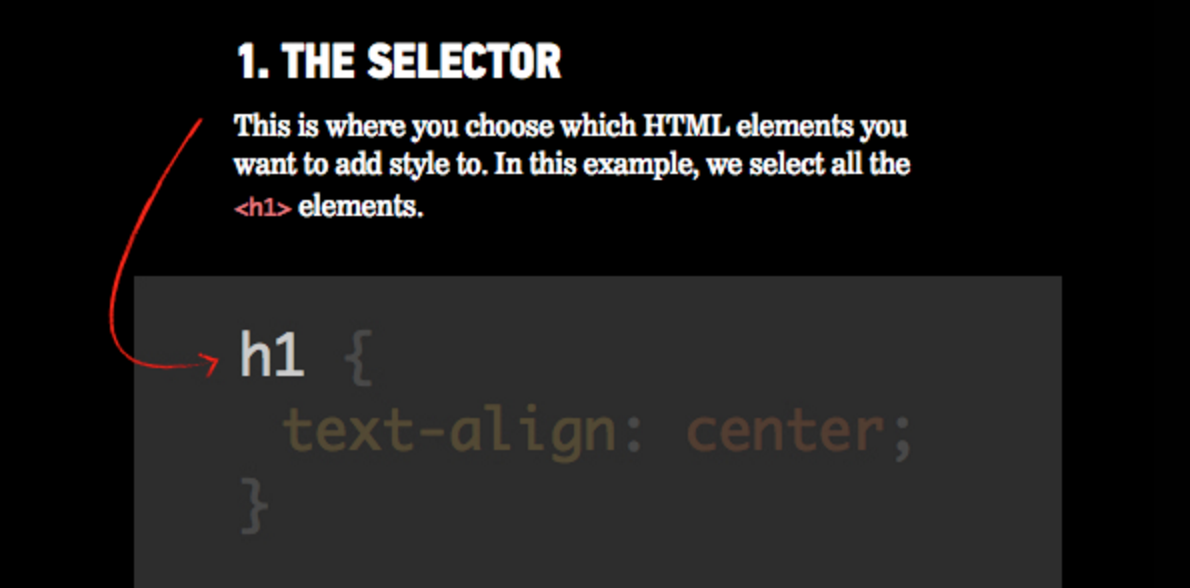 1. THE SELECTOR
This is where you choose which HTML elements you
want to add style to. In this example, we select all the
<h1> elements.
h1 {
text-align: center;
}